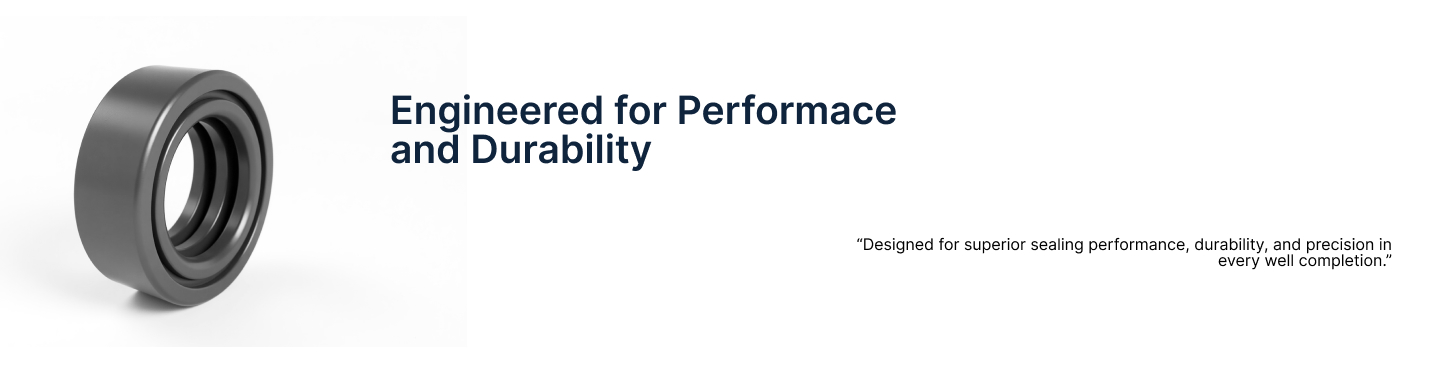 Engineered for Performace
and Durability
“Designed for superior sealing performance, durability, and precision in
every well completion.”